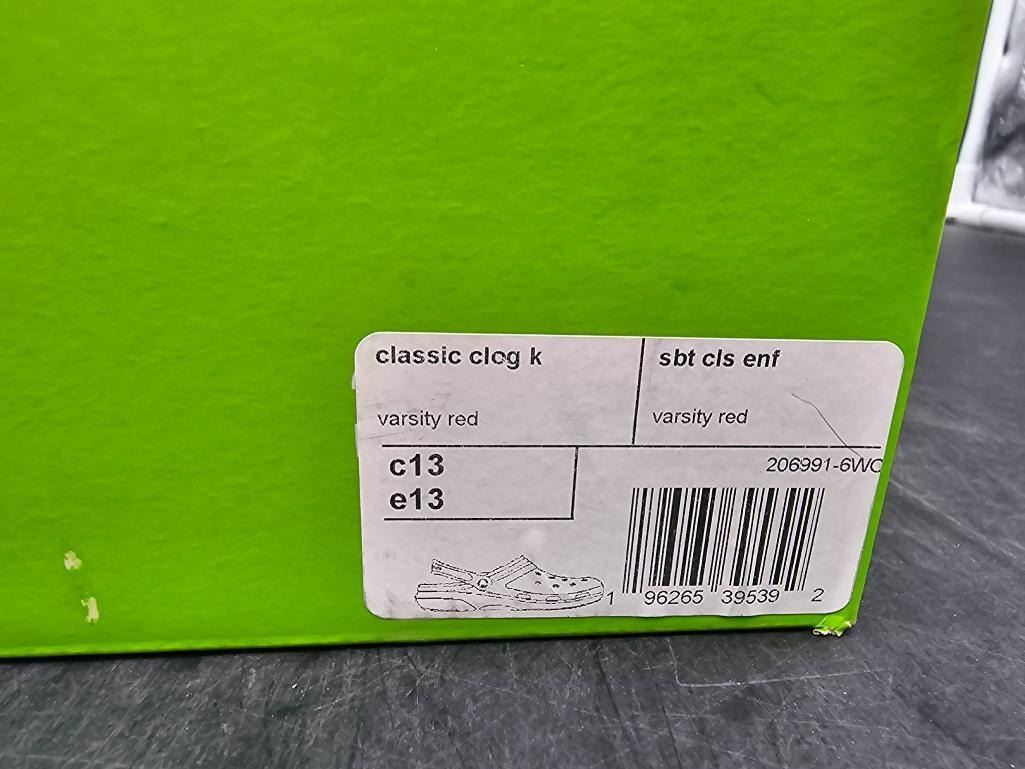 classic clog k
sbt cls enf
varsity red
varsity red
c13
e13
206991-6WC
1 96265 39539 2